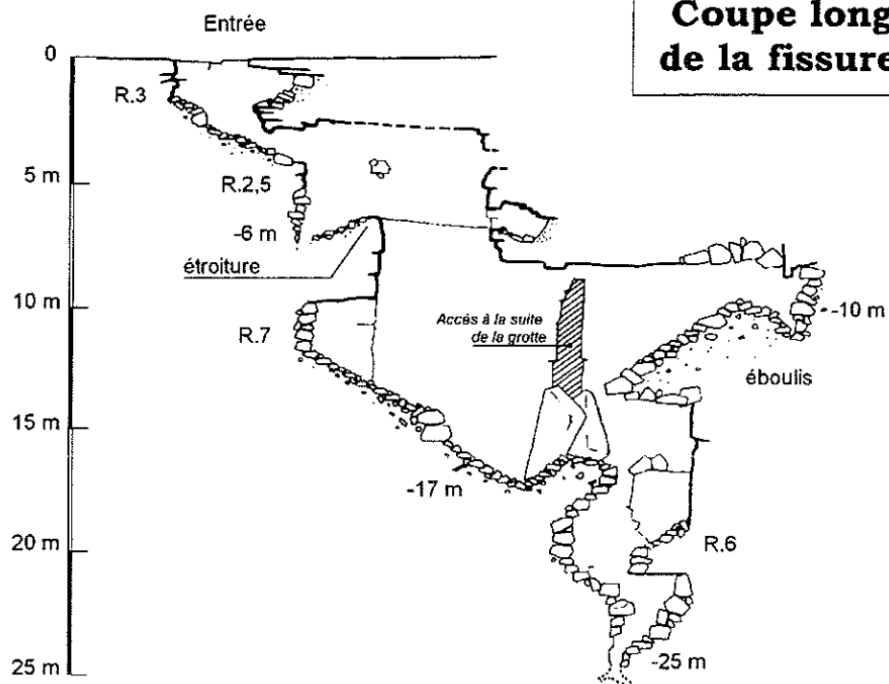 Coupe long
de la fissure
Entrée
0
R.3
5 m
R.2,5
-6 m
étroiture
10 m
-10 m
R.7
Accés à la suite
de la grotte
éboulis
15 m
-17 m
20 m
R.6
25 m
-25 m